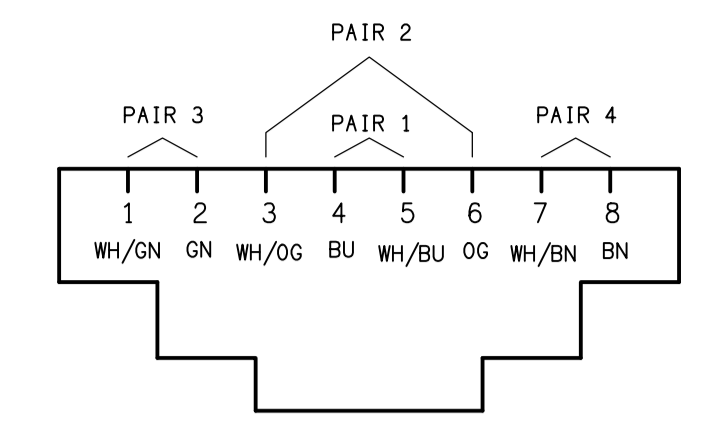 PAIR 2
PAIR 3 PAIR 1 PAIR 4
1 2 3 4 5 6 7 8
WH/GN GN WH/OG BU WH/BU OG WH/BN BN